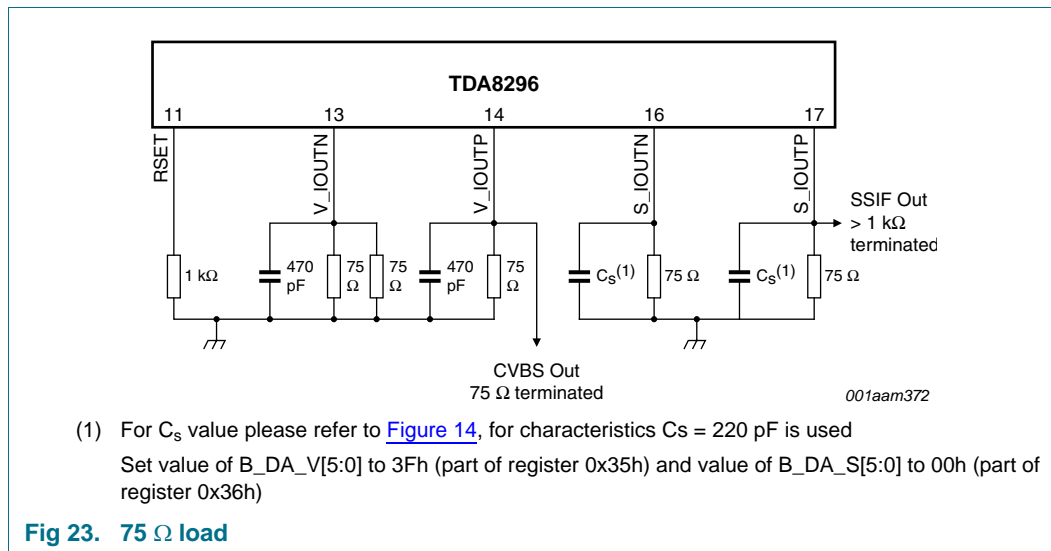 TDA8296
11 13 14 16 17
RSET V_IOUTN V_IOUTP S_IOUTN S_IOUTP
SSIF Out
> 1 kΩ
terminated
1 kΩ
470
pF
75
Ω
75
Ω
470
pF
75
Ω
Cs(1)
75 Ω
Cs(1)
75 Ω
CVBS Out
75 Ω terminated
001aam372
(1) For Cs value please refer to Figure 14, for characteristics Cs = 220 pF is used
Set value of B_DA_V[5:0] to 3Fh (part of register 0x35h) and value of B_DA_S[5:0] to 00h (part of
register 0x36h)
Fig 23. 75 Ω load